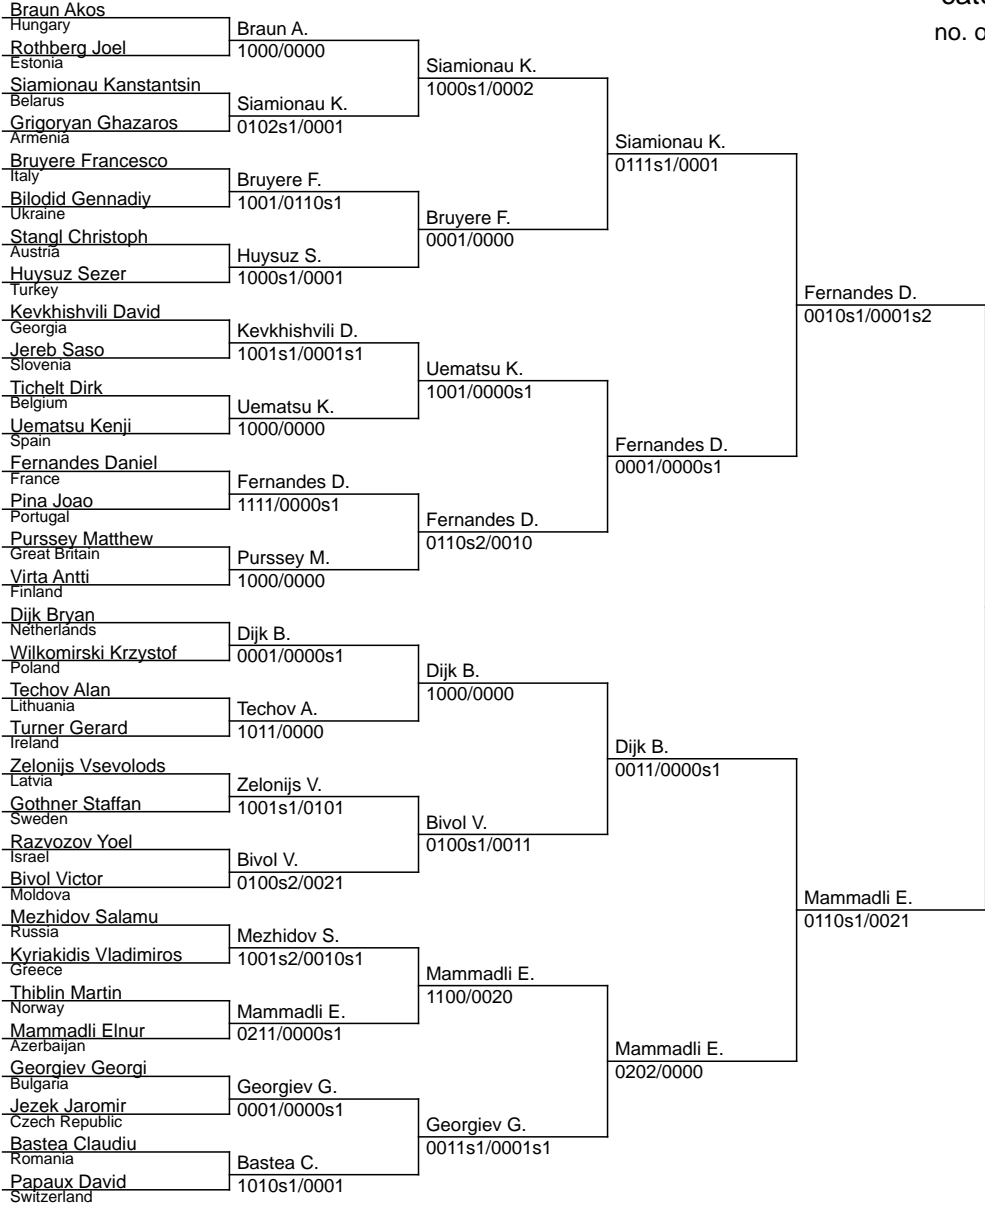 Braun Akos
Hungary
Rothberg Joel
Estonia
Siamionau Kanstantsin
Belarus
Grigoryan Ghazaros
Armenia
Bruyere Francesco
Italy
Bilodid Gennadiy
Ukraine
Stangl Christoph
Austria
Huysuz Sezer
Turkey
Kevkhishvili David
Georgia
Jereb Saso
Slovenia
Tichelt Dirk
Belgium
Uematsu Kenji
Spain
Fernandes Daniel
France
Pina Joao
Portugal
Purssey Matthew
Great Britain
Virta Antti
Finland
Dijk Bryan
Netherlands
Wilkomirski Krzystof
Poland
Techov Alan
Lithuania
Turner Gerard
Ireland
Zelonijs Vsevolods
Latvia
Gothner Staffan
Sweden
Razvozov Yoel
Israel
Bivol Victor
Moldova
Mezhidov Salamu
Russia
Kyriakidis Vladimiros
Greece
Thiblin Martin
Norway
Mammadli Elnur
Azerbaijan
Georgiev Georgi
Bulgaria
Jezek Jaromir
Czech Republic
Bastea Claudiu
Romania
Papaux David
Switzerland
Braun A.
1000/0000
Siamionau K.
0102s1/0001
Bruyere F.
1001/0110s1
Huysuz S.
1000s1/0001
Kevkhishvili D.
1001s1/0001s1
Uematsu K.
1000/0000
Fernandes D.
1111/0000s1
Purssey M.
1000/0000
Dijk B.
0001/0000s1
Techov A.
1011/0000
Zelonijs V.
1001s1/0101
Bivol V.
0100s2/0021
Mezhidov S.
1001s2/0010s1
Mammadli E.
0211/0000s1
Georgiev G.
0001/0000s1
Bastea C.
1010s1/0001
Siamionau K.
1000s1/0002
Bruyere F.
0001/0000
Uematsu K.
1001/0000s1
Fernandes D.
0110s2/0010
Dijk B.
1000/0000
Bivol V.
0100s1/0011
Mammadli E.
1100/0020
Georgiev G.
0011s1/0001s1
Siamionau K.
0111s1/0001
Fernandes D.
0001/0000s1
Dijk B.
0011/0000s1
Mammadli E.
0202/0000
Fernandes D.
0010s1/0001s2
Mammadli E.
0110s1/0021
no. o